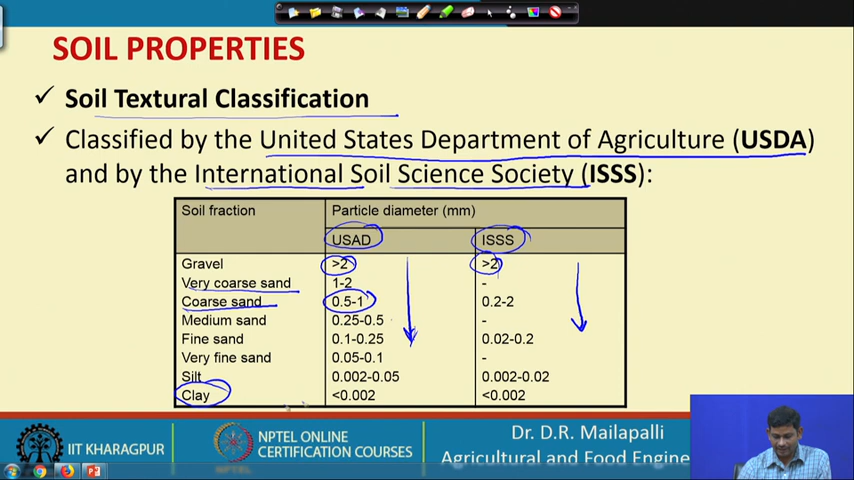 SOIL PROPERTIES
✓ Soil Textural Classification
✓ Classified by the United States Department of Agriculture (USDA)
and by the International Soil Science Society (ISSS):
Soil fraction Particle diameter (mm)
USAD ISSS
Gravel >2 >2
Very coarse sand 1-2 -
Coarse sand 0.5-1 0.2-2
Medium sand 0.25-0.5 -
Fine sand 0.1-0.25 0.02-0.2
Very fine sand 0.05-0.1 -
Silt 0.002-0.05 0.002-0.02
Clay <0.002 <0.002
IIT KHARAGPUR
NPTEL ONLINE
CERTIFICATION COURSES
Dr. D.R. Mailapalli
Agricultural and Food Engine